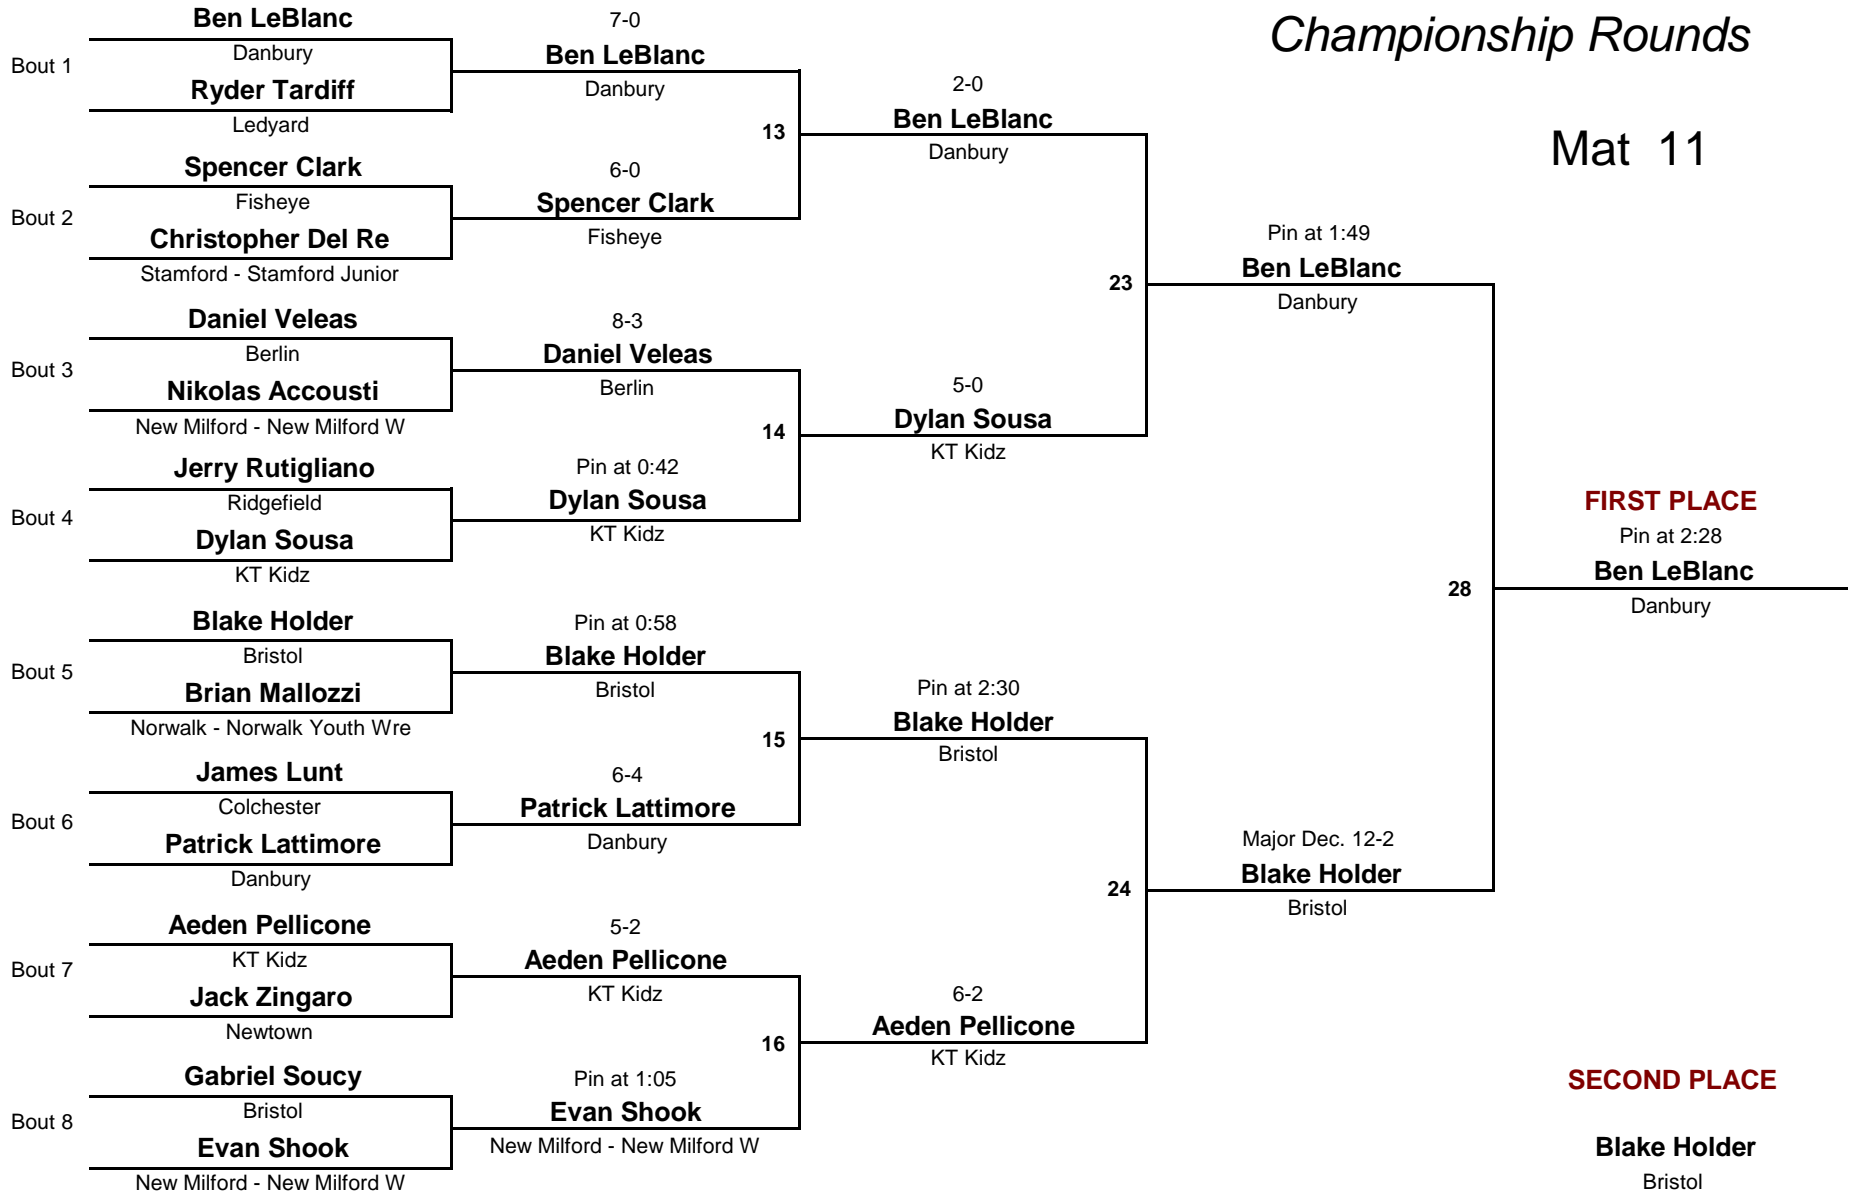 Championship Rounds
Mat 11
Bout 1
Ben LeBlanc
Danbury
Ryder Tardiff
Ledyard
Bout 2
Spencer Clark
Fisheye
Christopher Del Re
Stamford - Stamford Junior
Bout 3
Daniel Veleas
Berlin
Nikolas Accousti
New Milford - New Milford W
Bout 4
Jerry Rutigliano
Ridgefield
Dylan Sousa
KT Kidz
Bout 5
Blake Holder
Bristol
Brian Mallozzi
Norwalk - Norwalk Youth Wre
Bout 6
James Lunt
Colchester
Patrick Lattimore
Danbury
Bout 7
Aeden Pellicone
KT Kidz
Jack Zingaro
Newtown
Bout 8
Gabriel Soucy
Bristol
Evan Shook
New Milford - New Milford W
7-0
Ben LeBlanc
Danbury
13
6-0
Spencer Clark
Fisheye
8-3
Daniel Veleas
Berlin
14
Pin at 0:42
Dylan Sousa
KT Kidz
Pin at 0:58
Blake Holder
Bristol
15
6-4
Patrick Lattimore
Danbury
5-2
Aeden Pellicone
KT Kidz
16
Pin at 1:05
Evan Shook
New Milford - New Milford W
2-0
Ben LeBlanc
Danbury
23
5-0
Dylan Sousa
KT Kidz
Pin at 2:30
Blake Holder
Bristol
24
6-2
Aeden Pellicone
KT Kidz
Pin at 1:49
Ben LeBlanc
Danbury
28
Major Dec. 12-2
Blake Holder
Bristol
FIRST PLACE
Pin at 2:28
Ben LeBlanc
Danbury
SECOND PLACE
Blake Holder
Bristol